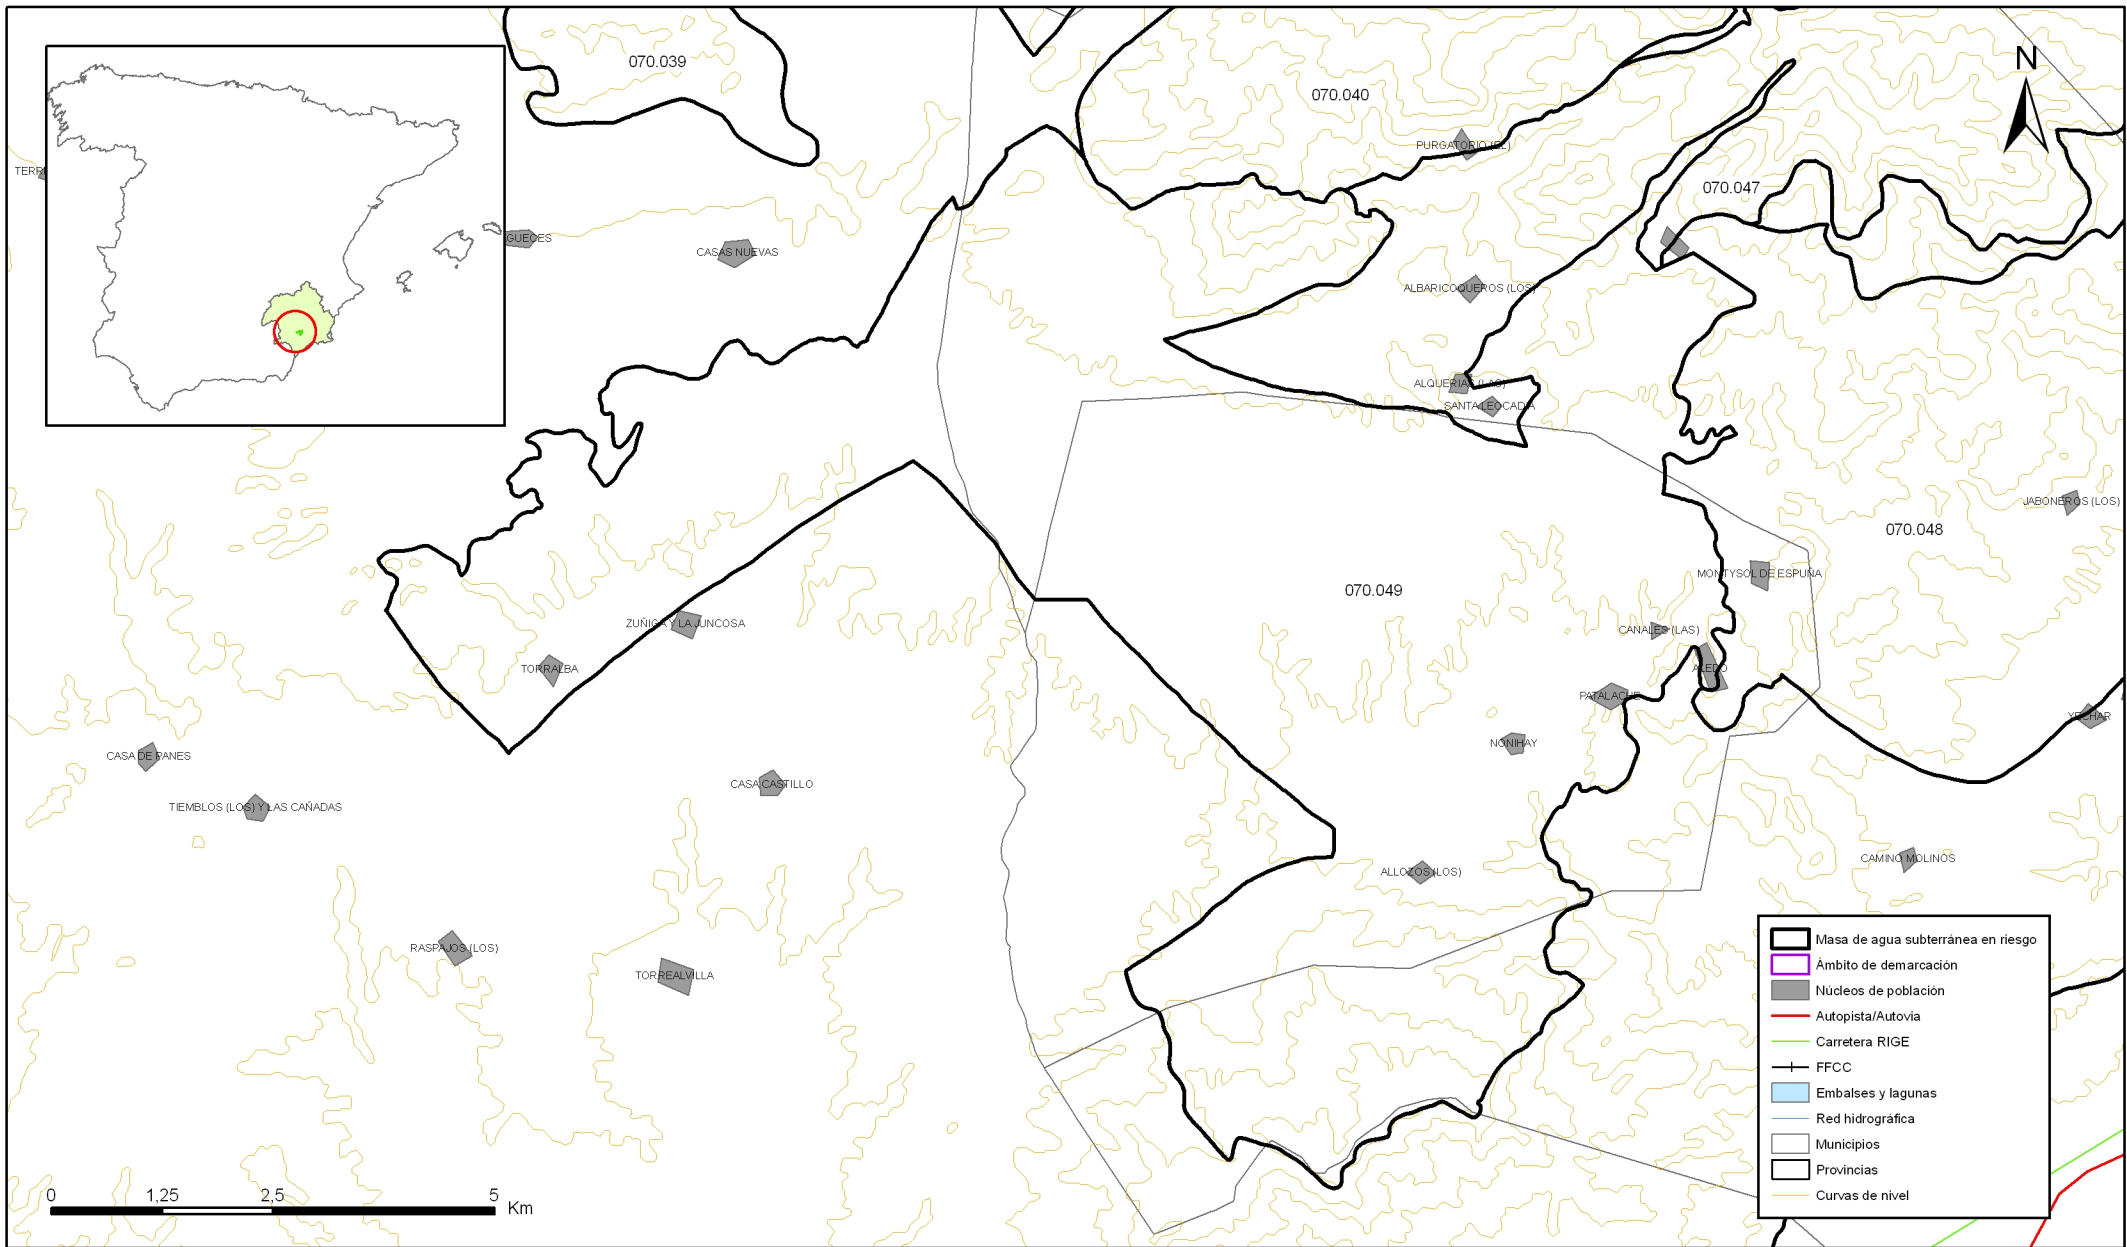 070.039
070.040
N
PURGATORIO (EL)
TERR
070.047
AGUECES
CASAS NUEVAS
ALBARICOQUEROS (LOS)
ALQUERIAS (LAS)
SANTA LEOCADIA
JABONEROS (LOS)
070.048
MONTYSOL DE ESPUÑA
070.049
ZUÑIGA Y LA JUNCOSA
CANALES (LAS)
TORRALBA
ALEDO
PATALACHE
YECHAR
NONIHAY
CASA DE PANES
CASA CASTILLO
TIEMBLOS (LOS) Y LAS CAÑADAS
CAMINO MOLINOS
ALLOZOS (LOS)
RASPAJOS (LOS)
TORREALVILLA
Masa de agua subterránea en riesgo
Ámbito de demarcación
Núcleos de población
Autopista/Autovia
Carretera RIGE
FFCC
Embalses y lagunas
Red hidrográfica
Municipios
Provincias
Curvas de nivel
0 1,25 2,5 5 Km